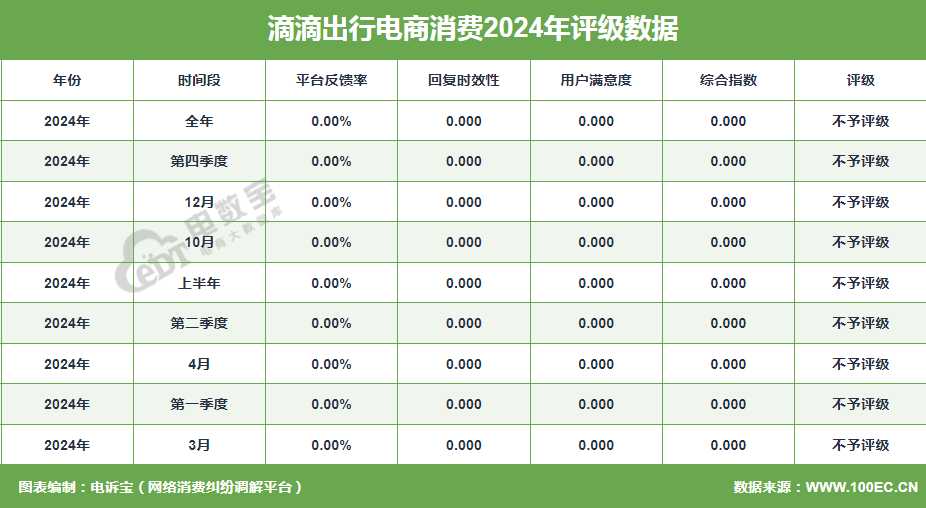 滴滴出行电商消费2024年评级数据
年份 时间段 平台反馈率 回复时效性 用户满意度 综合指数 评级
2024年 全年 0.00% 0.000 0.000 0.000 不予评级
2024年 第四季度 0.00% 0.000 0.000 0.000 不予评级
2024年 12月 0.00% 0.000 0.000 0.000 不予评级
2024年 10月 0.00% 0.000 0.000 0.000 不予评级
2024年 上半年 0.00% 0.000 0.000 0.000 不予评级
2024年 第二季度 0.00% 0.000 0.000 0.000 不予评级
2024年 4月 0.00% 0.000 0.000 0.000 不予评级
2024年 第一季度 0.00% 0.000 0.000 0.000 不予评级
2024年 3月 0.00% 0.000 0.000 0.000 不予评级
电数宝
电商大数据库
EDT
图表编制：电诉宝（网络消费纠纷调解平台） 数据来源：WWW.100EC.CN